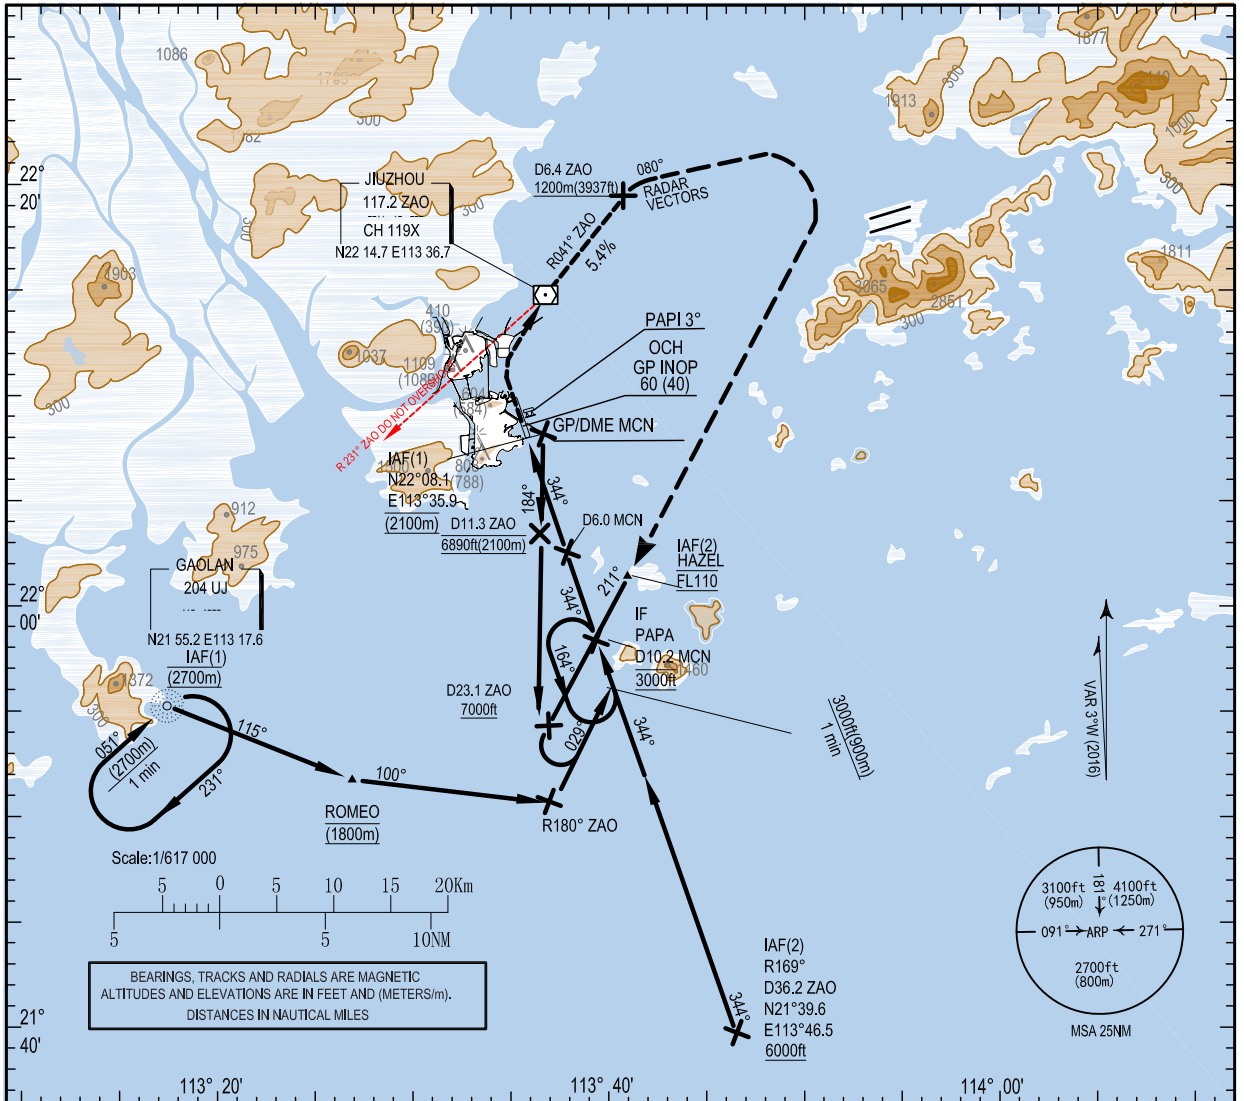 1086
1793
300
1877
300
1149
1913
1000
300
22°
20'
JIUZHOU
117.2 ZAO
CH 119X
N22 14.7 E113 36.7
300
300
D6.4 ZAO
1200m(3937ft)
080°
RADAR
VECTORS
R041° ZAO
5.4%
1811
3065
2851
300
1903
300
410
1037
1109
604
(584)
R 231° ZAO DO NOT OVERSHOOT
PAPI 3°
OCH
GP INOP
60 (40)
GP/DME MCN
IAF(1)
N22°08.1
E113°35.9
(2100m)
(788)
184°
344°
D11.3 ZAO
6890ft(2100m)
D6.0 MCN
912
975
GAOLAN
204 UJ
N21 55.2 E113 17.6
IAF(1)
(2700m)
22°
00'
IAF(2)
HAZEL
FL110
211°
344°
IF
PAPA
D10.2 MCN
3000ft
460
164°
D23.1 ZAO
7000ft
029°
344°
3000ft(900m)
1 min
VAR 3°W (2016)
1372
300
051°
(2700m)
1 min
231°
115°
100°
ROMEO
(1800m)
R180° ZAO
Scale:1/617 000
5 0 5 10 15 20Km
5 5 10NM
BEARINGS, TRACKS AND RADIALS ARE MAGNETIC
ALTITUDES AND ELEVATIONS ARE IN FEET AND (METERS/m).
DISTANCES IN NAUTICAL MILES
IAF(2)
R169°
D36.2 ZAO
N21°39.6
E113°46.5
6000ft
344°
3100ft
(950m)
181°
4100ft
(1250m)
091° ARP 271°
2700ft
(800m)
MSA 25NM
21°
40'
113° 20'
113° 40'
114° 00'